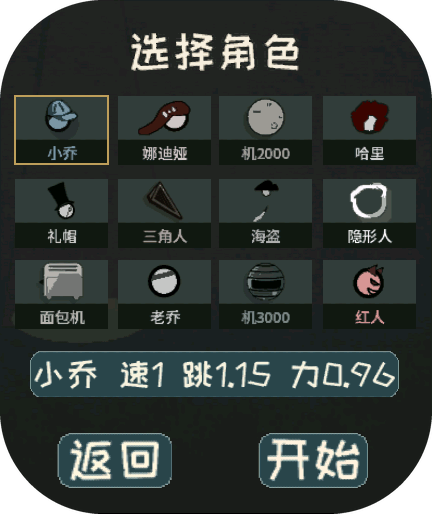 选择角色
小乔 娜迪娅 机2000 哈里
礼帽 三角人 海盗 隐形人
面包机 老乔 机3000 红人
小乔 速1 跳1.15 力0.96
返回 开始